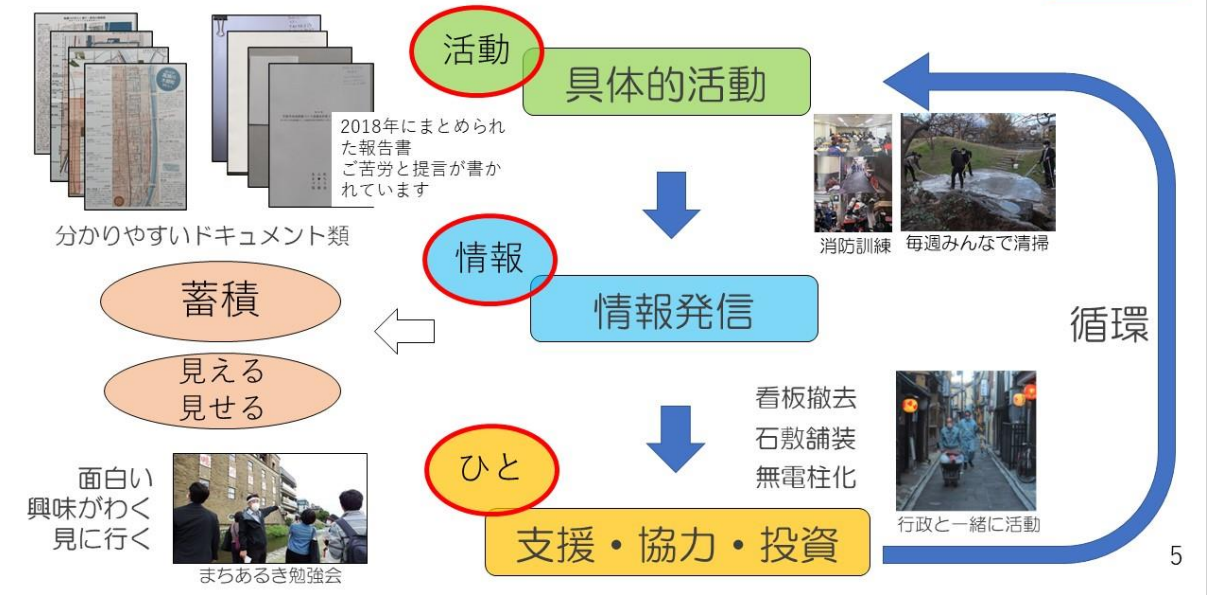 活動
具体的活動
2018年にまとめられ
た報告書
ご苦労と提言が書か
れています
分かりやすいドキュメント類
消防訓練
毎週みんなで清掃
情報
情報発信
蓄積
見える
見せる
循環
看板撤去
石敷舗装
無電柱化
行政と一緒に活動
ひと
支援・協力・投資
面白い
興味がわく
見に行く
まちあるき勉強会
5